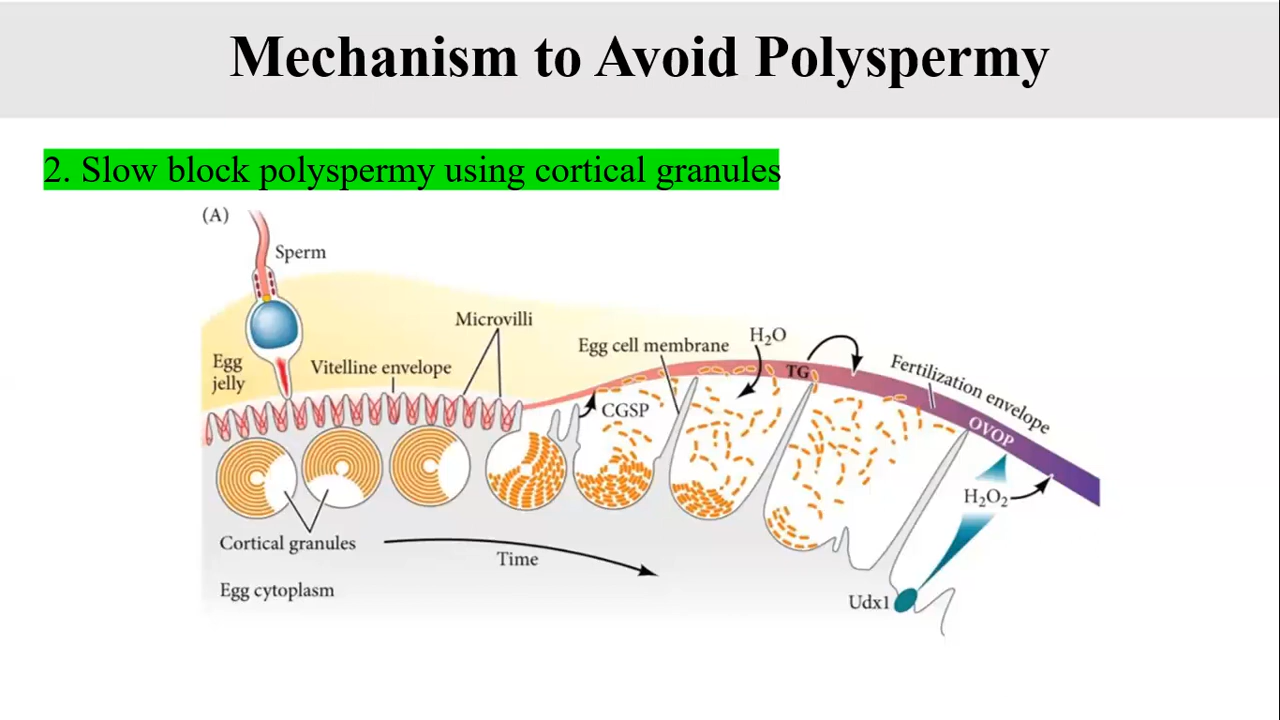 Mechanism to Avoid Polyspermy
2. Slow block polyspermy using cortical granules
(A)
Sperm
Microvilli
H₂O
Egg cell membrane
Egg
jelly
Vitelline envelope
TG
Fertilization envelope
CGSP
OVOP
H₂O₂
Cortical granules
Time
Egg cytoplasm
Udx1